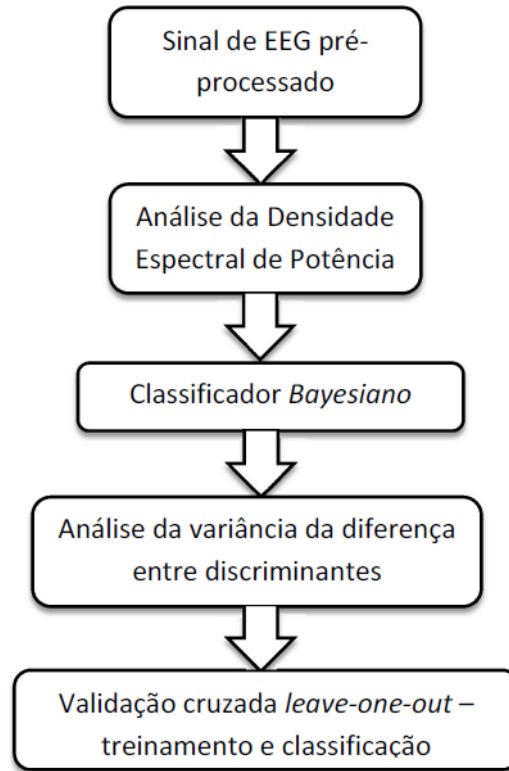 Sinal de EEG pré-
processado
Análise da Densidade
Espectral de Potência
Classificador Bayesiano
Análise da variância da diferença
entre discriminantes
Validação cruzada leave-one-out –
treinamento e classificação